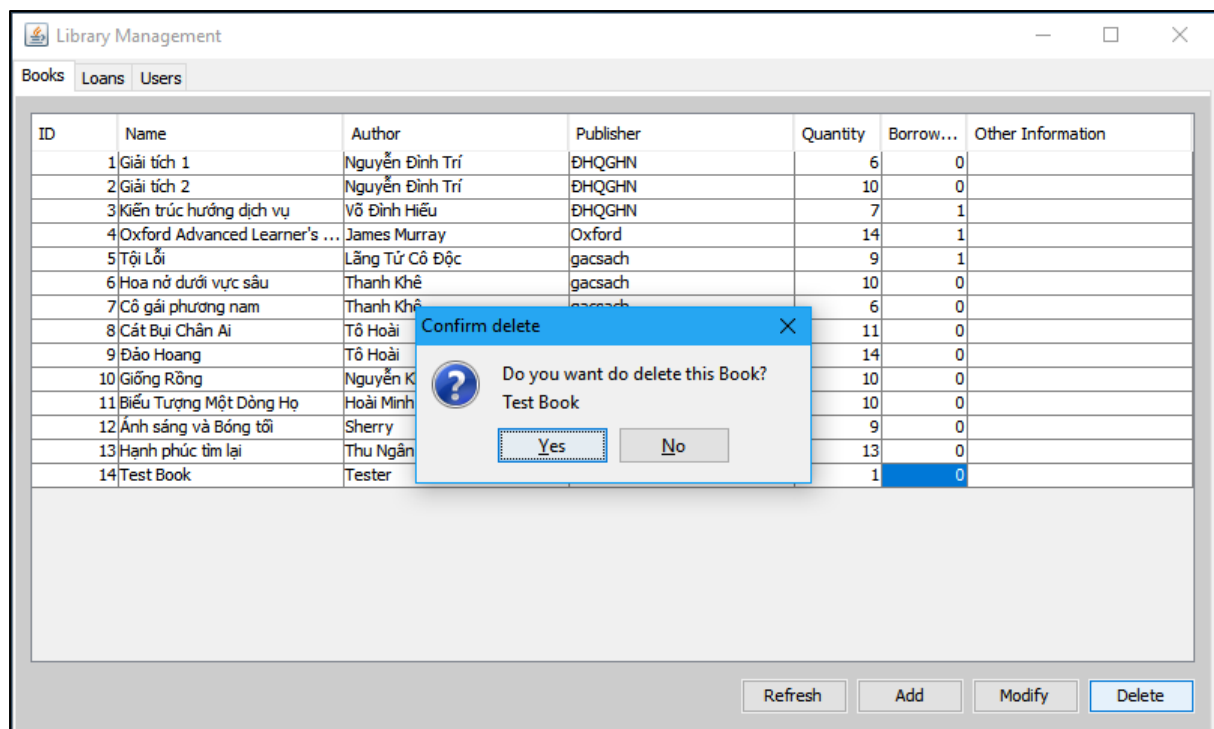 Library Management
Books Loans Users
ID Name Author Publisher Quantity Borrow... Other Information
1 Giải tích 1 Nguyễn Đình Trí ĐHQGHN 6 0
2 Giải tích 2 Nguyễn Đình Trí ĐHQGHN 10 0
3 Kiến trúc hướng dịch vụ Võ Đình Hiếu ĐHQGHN 7 1
4 Oxford Advanced Learner's ... James Murray Oxford 14 1
5 Tội Lỗi Lãng Tử Cô Độc gacsach 9 1
6 Hoa nở dưới vực sâu Thanh Khê gacsach 10 0
7 Cô gái phương nam Thanh Khê gacsach 6 0
8 Cát Bụi Chân Ai Tô Hoài 11 0
9 Đảo Hoang Tô Hoài 14 0
10 Giống Rồng Nguyễn K 10 0
11 Biểu Tượng Một Dòng Họ Hoài Minh 10 0
12 Ánh sáng và Bóng tối Sherry 9 0
13 Hạnh phúc tìm lại Thu Ngân 13 0
14 Test Book Tester 1 0
Confirm delete
Do you want do delete this Book?
Test Book
Yes No
Refresh Add Modify Delete